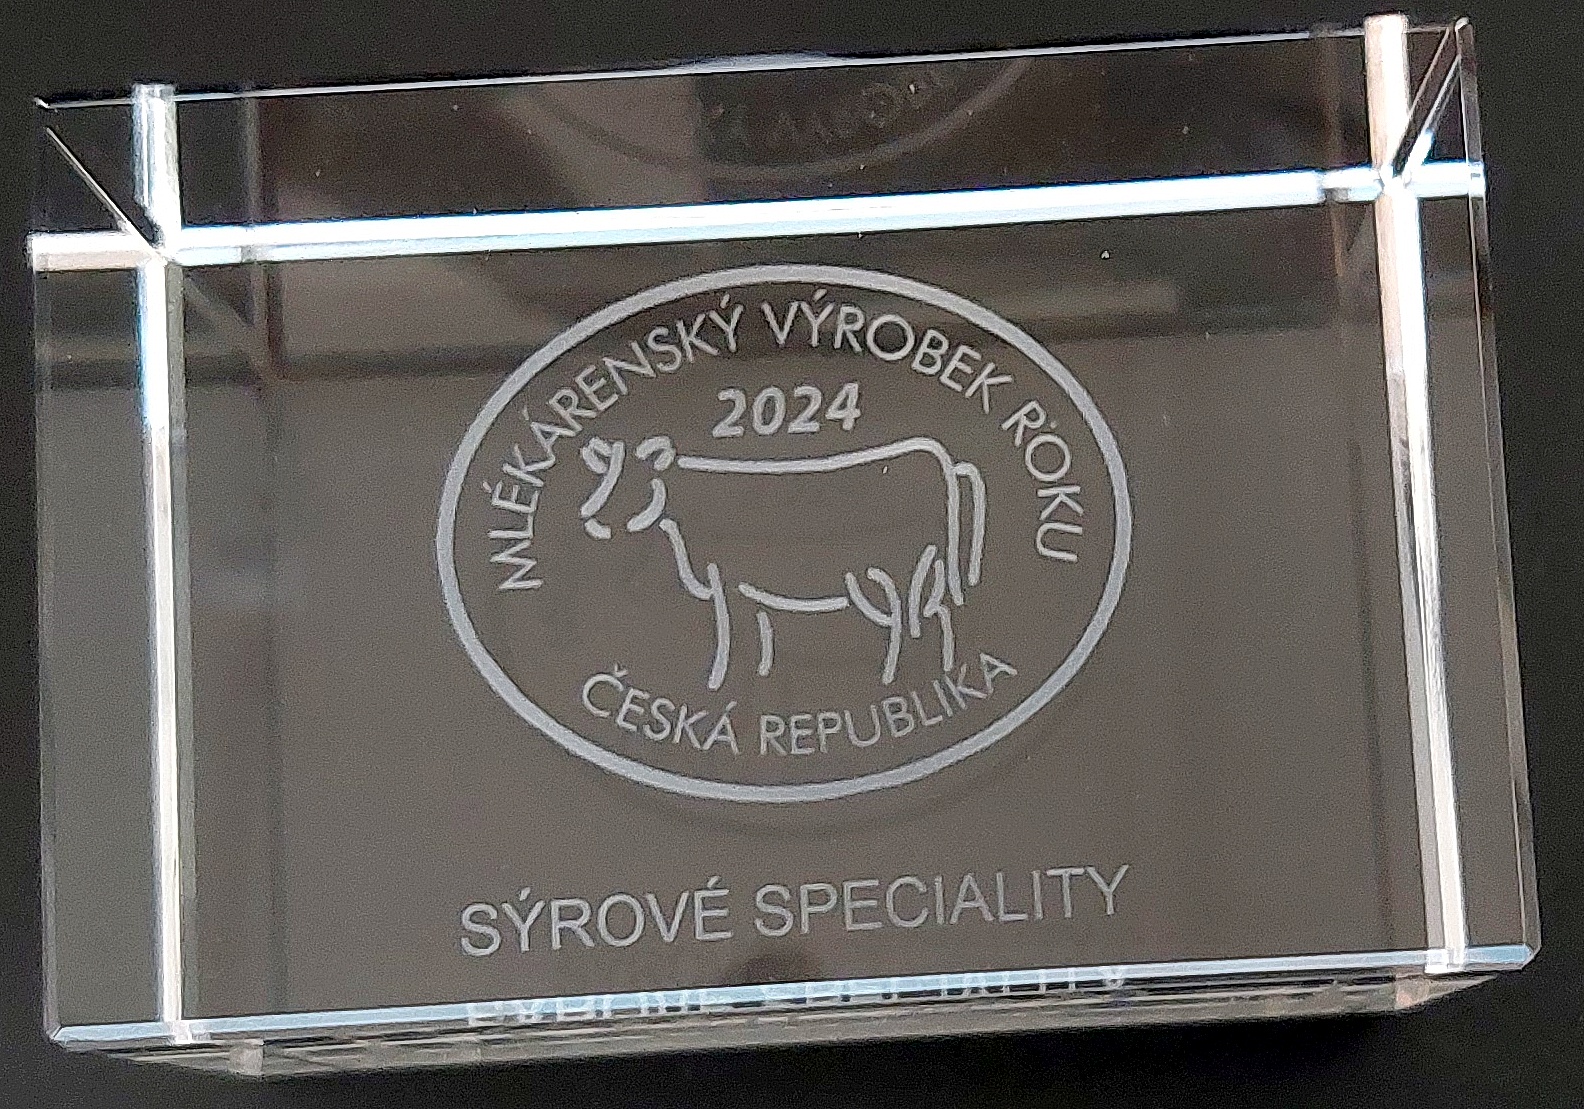 MLÉKÁRENSKÝ VÝROBEK ROKU
2024
ČESKÁ REPUBLIKA
SÝROVÉ SPECIALITY